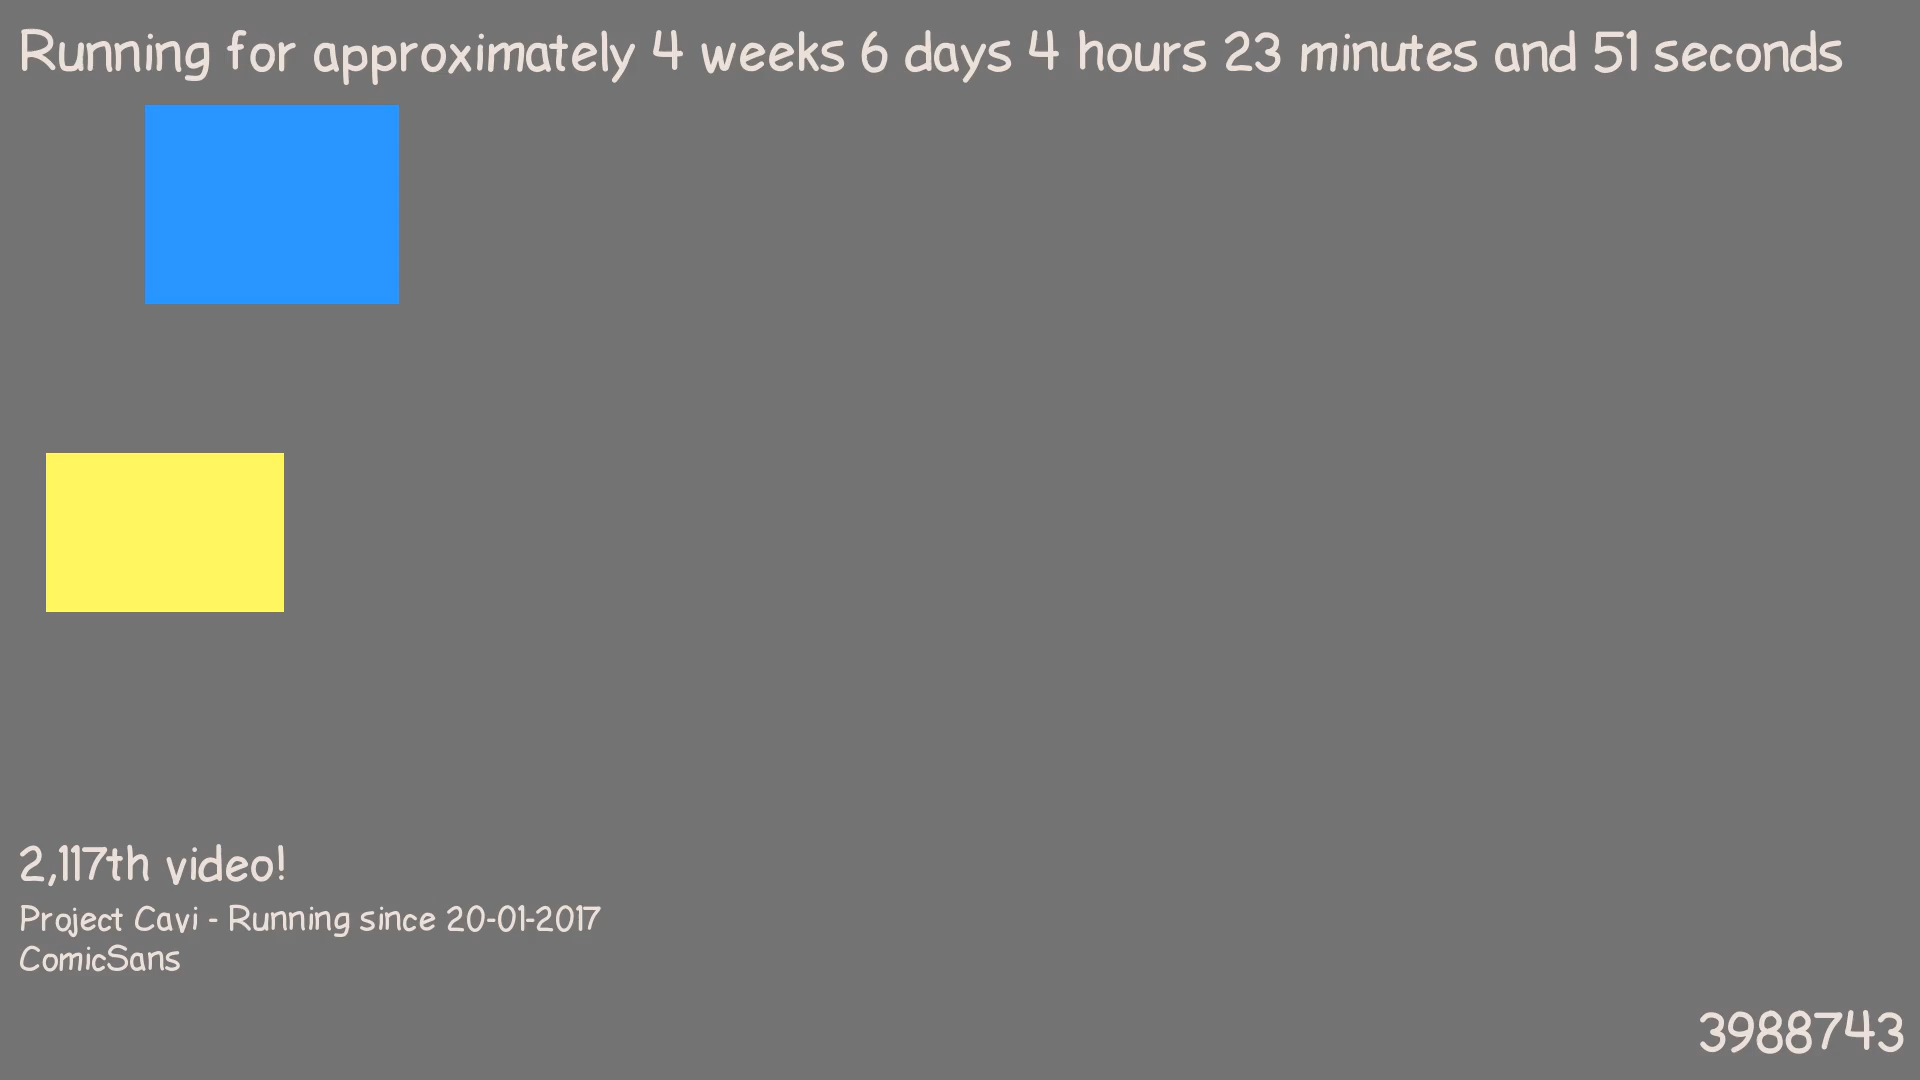 Running for approximately 4 weeks 6 days 4 hours 23 minutes and 51 seconds
2,117th video!
Project Cavi - Running since 20-01-2017
ComicSans
3988743